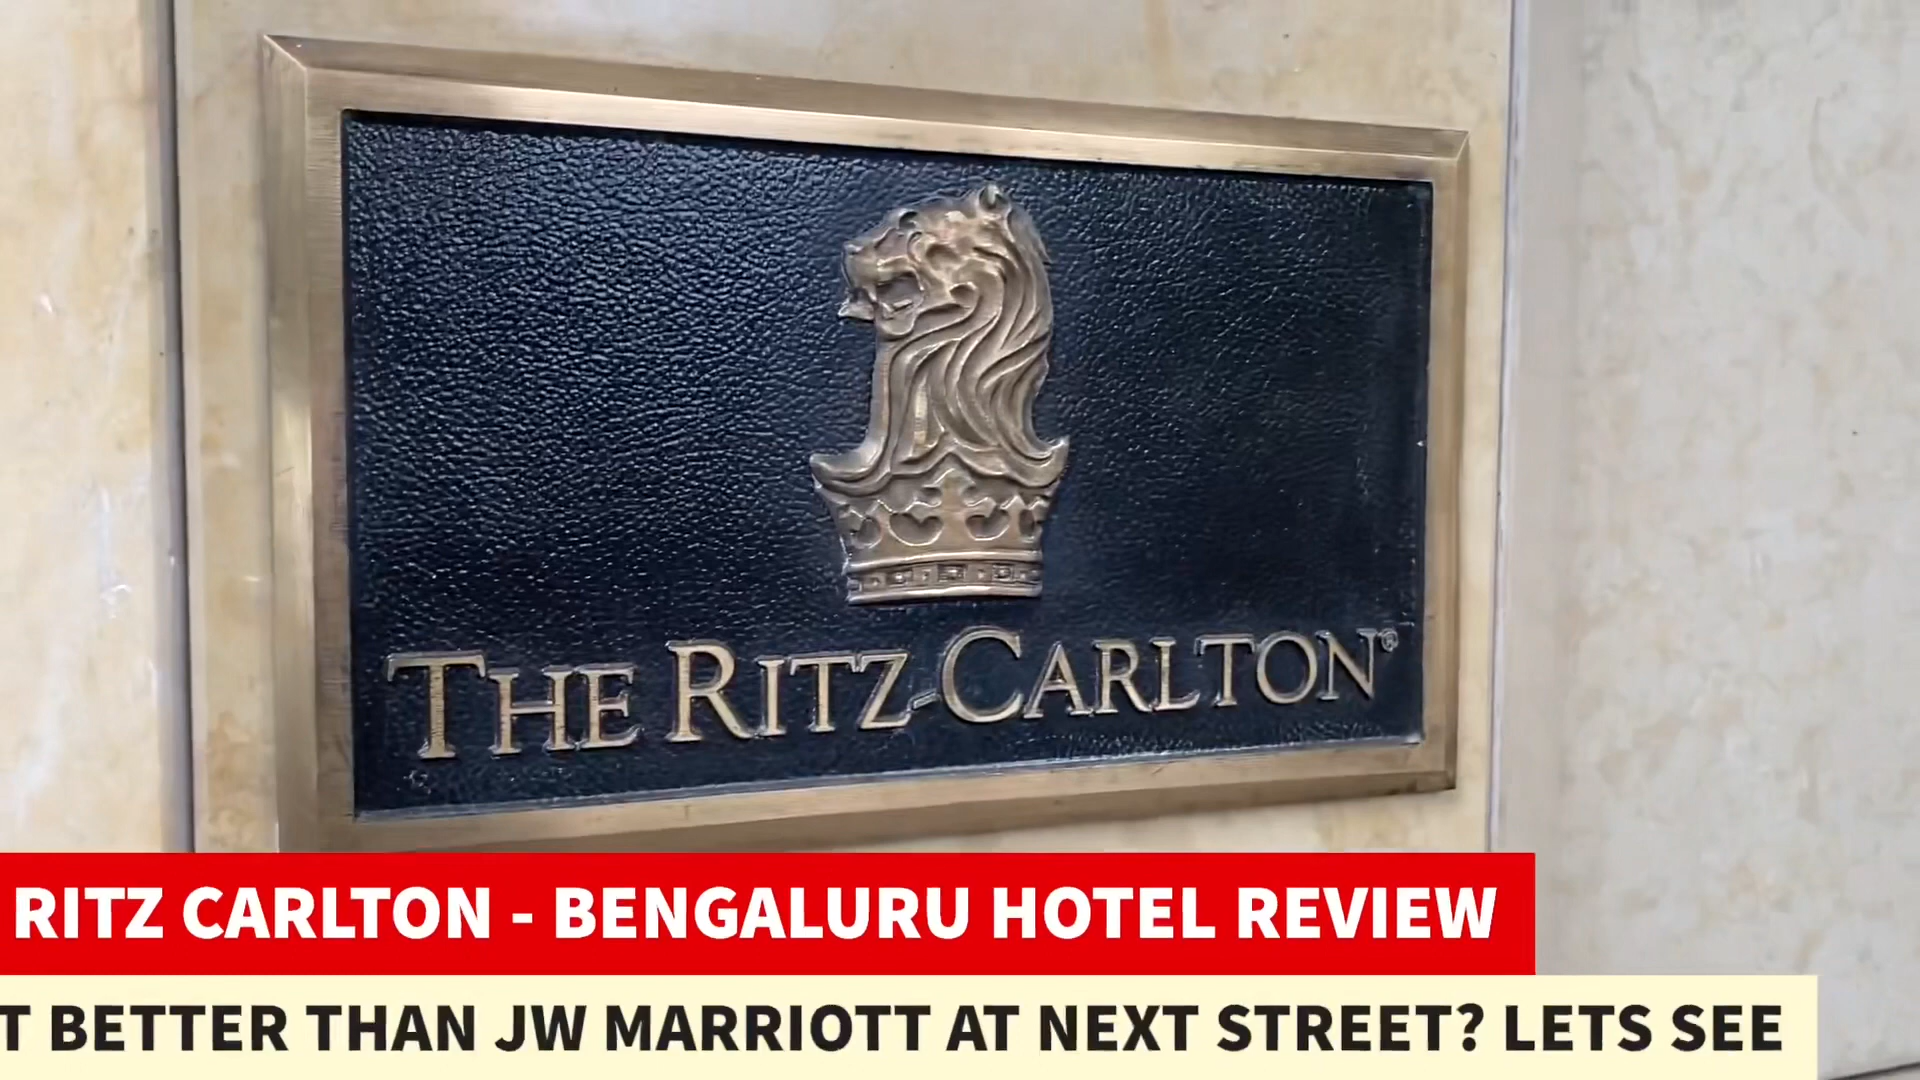 THE RITZ-CARLTON®
RITZ CARLTON - BENGALURU HOTEL REVIEW
T BETTER THAN JW MARRIOTT AT NEXT STREET? LETS SEE